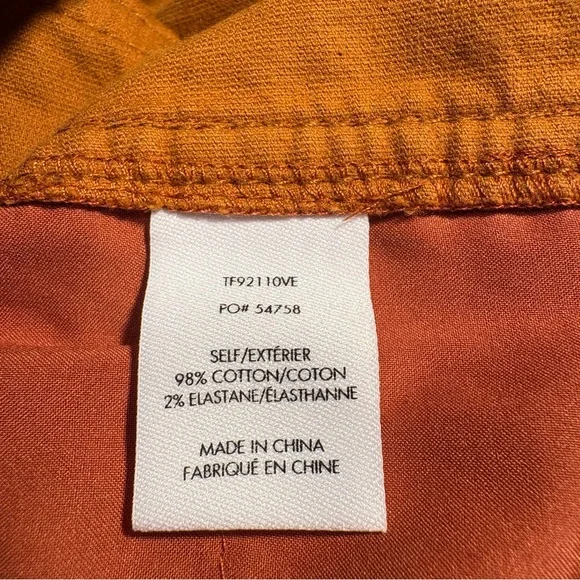 TF92110VE
PO# 54758
SELF/EXTÉRIER
98% COTTON/COTON
2% ELASTANE/ÉLASTHANNE
MADE IN CHINA
FABRIQUÉ EN CHINE